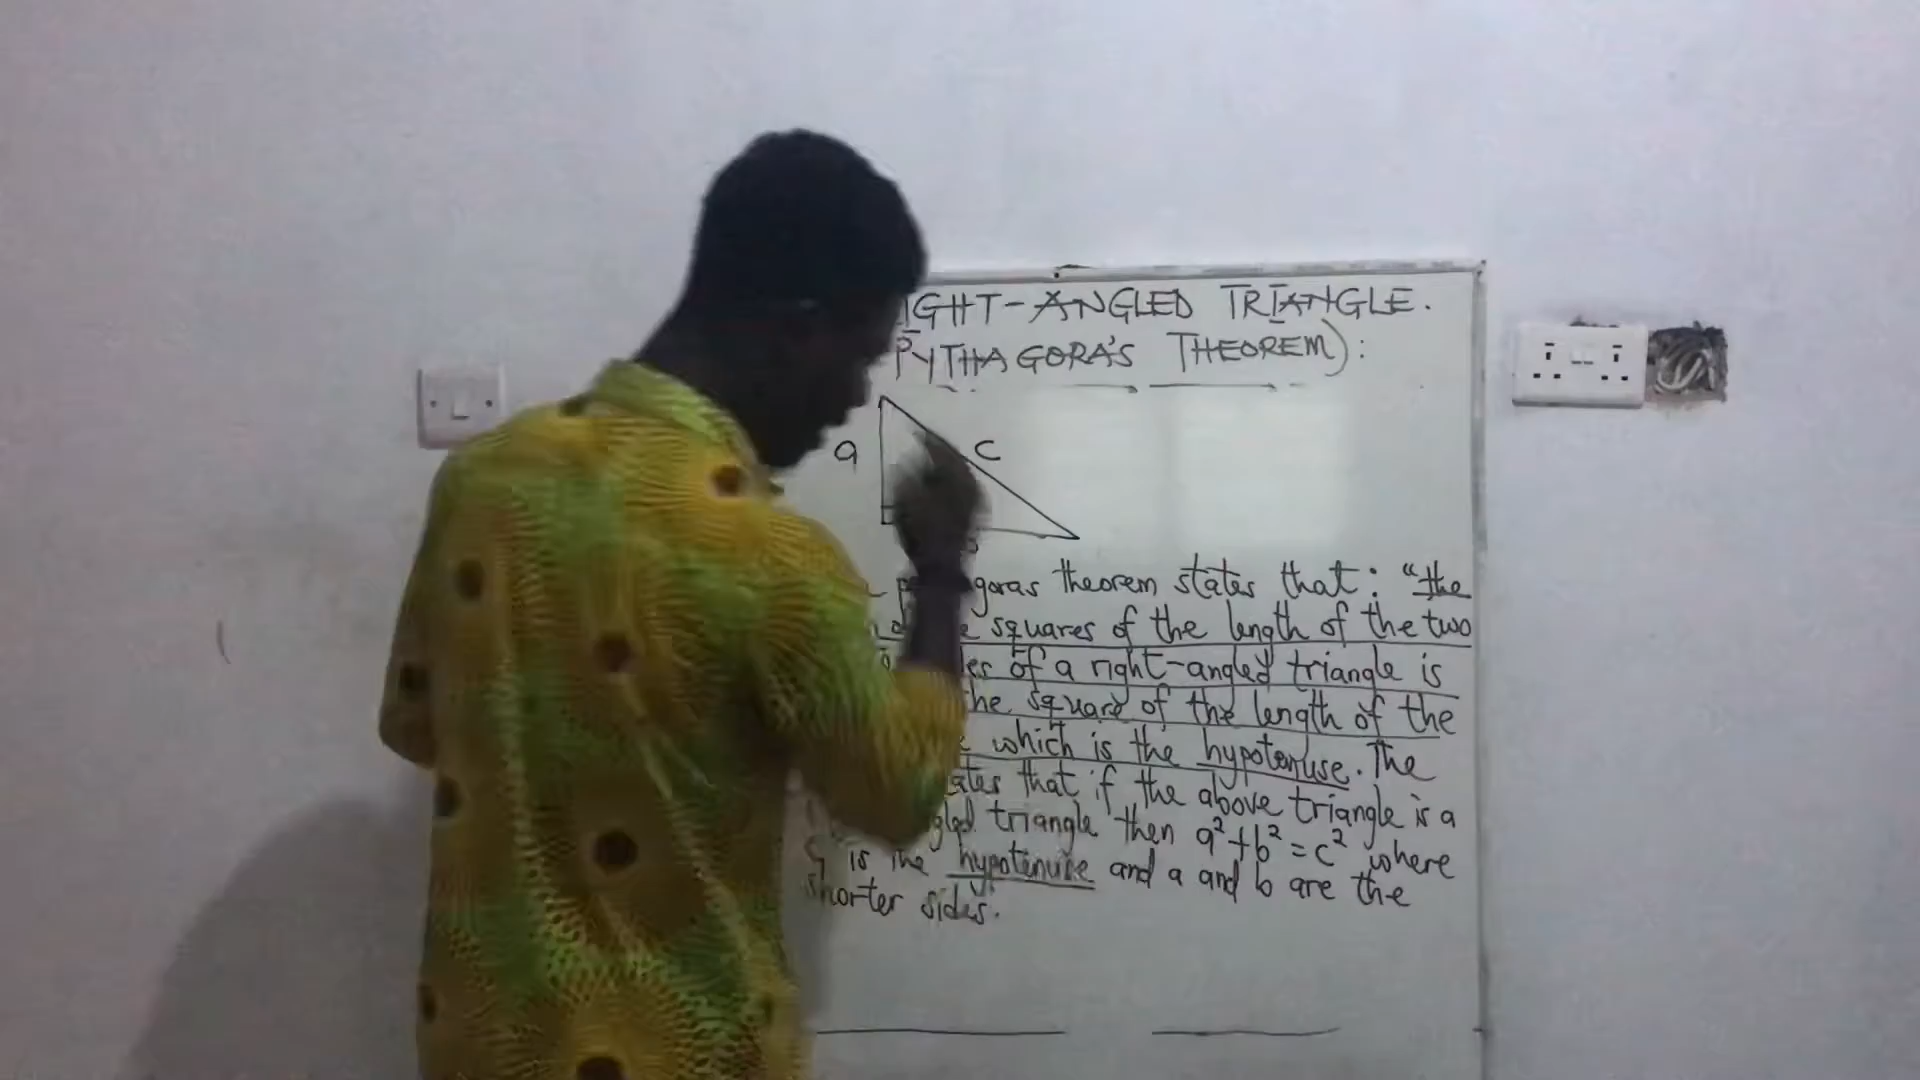 IGHT-ANGLED TRIANGLE.
PYTHAGORA'S THEOREM):
a
c
goras theorem states that: "the
squares of the length of the two
of a right-angled triangle is
the square of the length of the
which is the hypotenuse. The
that if the above triangle is a
triangle then a²+b²=c² where
is the hypotenuse and a and b are the
shorter sides.